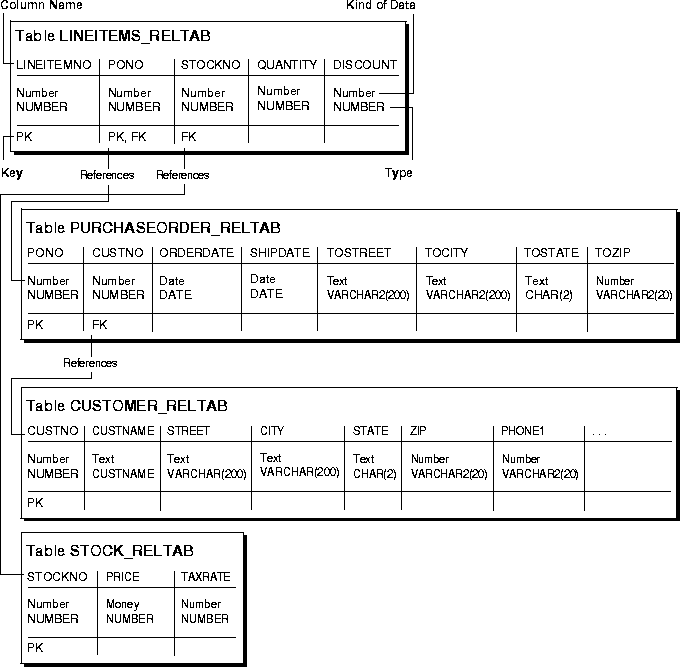 Column Name Kind of Data
Table LINEITEMS_RELTAB
LINEITEMNO PONO STOCKNO QUANTITY DISCOUNT
Number Number Number Number Number
NUMBER NUMBER NUMBER NUMBER NUMBER
PK PK, FK FK
Key References References Type
Table PURCHASEORDER_RELTAB
PONO CUSTNO ORDERDATE SHIPDATE TOSTREET TOCITY TOSTATE TOZIP
Number Number Date Date Text Text Text Number
NUMBER NUMBER DATE DATE VARCHAR2(200) VARCHAR2(200) CHAR(2) VARCHAR2(20)
PK FK
References
Table CUSTOMER_RELTAB
CUSTNO CUSTNAME STREET CITY STATE ZIP PHONE1 ...
Number Text Text Text Text Number Number
NUMBER CUSTNAME VARCHAR(200) VARCHAR(200) CHAR(2) VARCHAR2(20) VARCHAR2(20)
PK
Table STOCK_RELTAB
STOCKNO PRICE TAXRATE
Number Money Number
NUMBER NUMBER NUMBER
PK